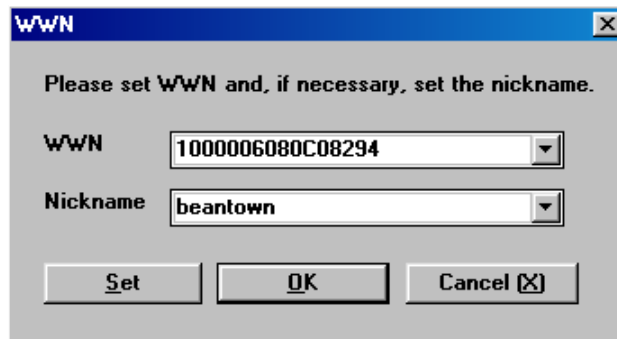 WWN
Please set WWN and, if necessary, set the nickname.
WWN 1000006080C08294
Nickname beantown
Set OK Cancel (X)